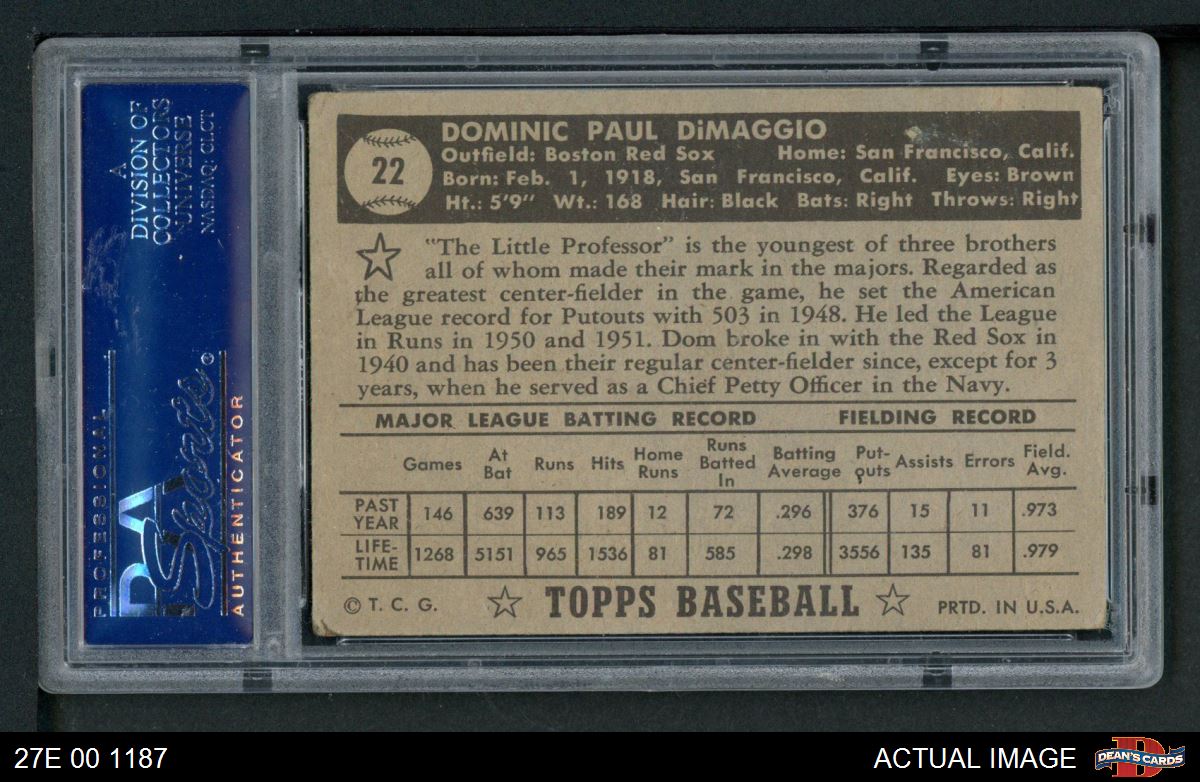 A
DIVISION OF
COLLECTORS
UNIVERSE
NASDAQ: CLCT
PROFESSIONAL
PSA
Sports
®
AUTHENTICATOR
22
DOMINIC PAUL DiMAGGIO
Outfield: Boston Red Sox Home: San Francisco, Calif.
Born: Feb. 1, 1918, San Francisco, Calif. Eyes: Brown
Ht.: 5'9" Wt.: 168 Hair: Black Bats: Right Throws: Right
"The Little Professor" is the youngest of three brothers
all of whom made their mark in the majors. Regarded as
the greatest center-fielder in the game, he set the American
League record for Putouts with 503 in 1948. He led the League
in Runs in 1950 and 1951. Dom broke in with the Red Sox in
1940 and has been their regular center-fielder since, except for 3
years, when he served as a Chief Petty Officer in the Navy.
MAJOR LEAGUE BATTING RECORD FIELDING RECORD
Games At Bat Runs Hits Home Runs Runs Batted In Batting Average Put-outs Assists Errors Field. Avg.
PAST YEAR 146 639 113 189 12 72 .296 376 15 11 .973
LIFE-TIME 1268 5151 965 1536 81 585 .298 3556 135 81 .979
© T. C. G. TOPPS BASEBALL PRTD. IN U.S.A.
27E 00 1187 ACTUAL IMAGE D DEAN'S CARDS